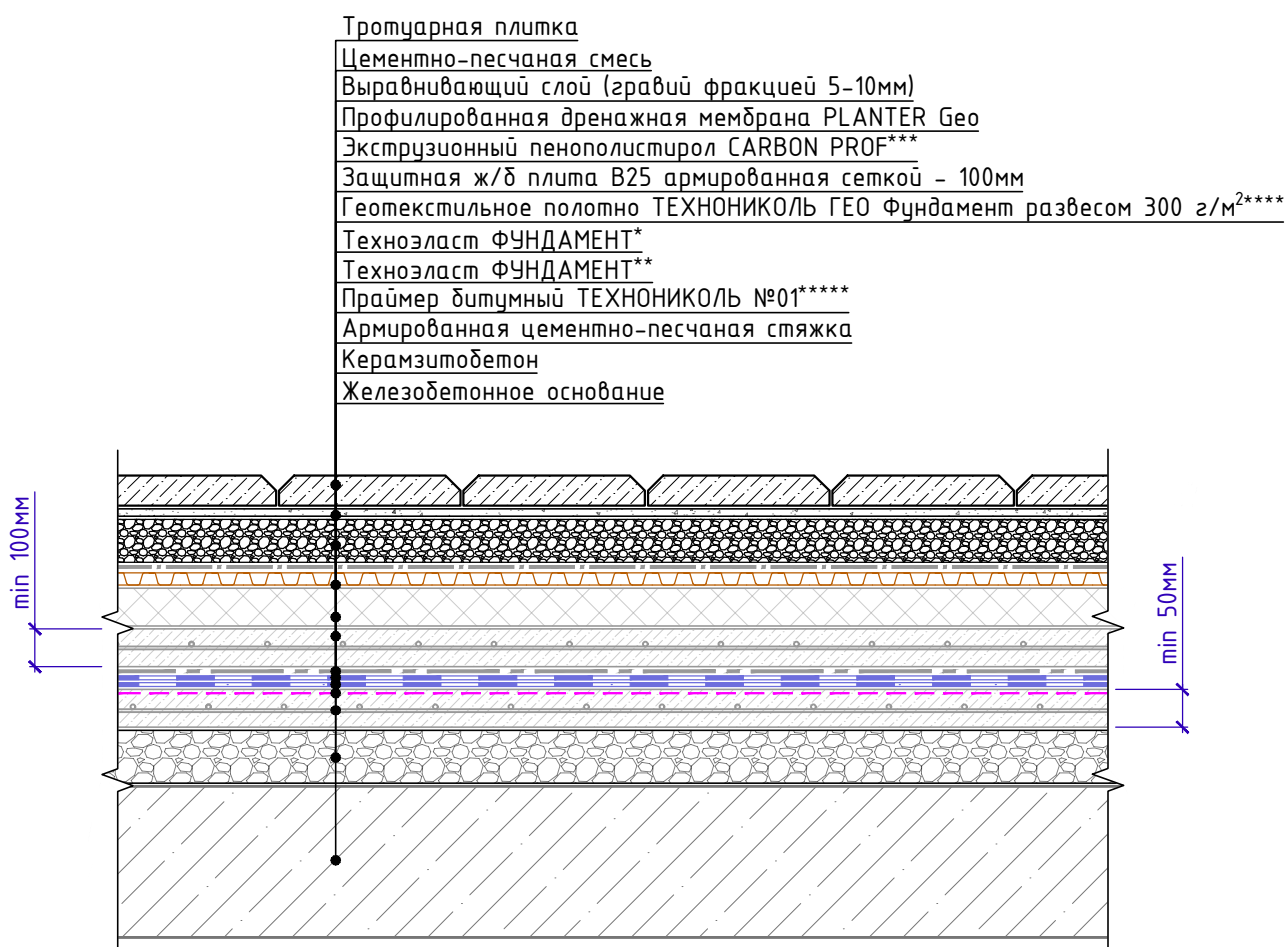 Тротуарная плитка
Цементно-песчаная смесь
Выравнивающий слой (гравий фракцией 5-10мм)
Профилированная дренажная мембрана PLANTER Geo
Экструзионный пенополистирол CARBON PROF***
Защитная ж/б плита В25 армированная сеткой - 100мм
Геотекстильное полотно ТЕХНОНИКОЛЬ ГЕО Фундамент развесом 300 г/м²****
Техноэласт ФУНДАМЕНТ*
Техноэласт ФУНДАМЕНТ**
Праймер битумный ТЕХНОНИКОЛЬ №01*****
Армированная цементно-песчаная стяжка
Керамзитобетон
Железобетонное основание
min 100мм
min 50мм